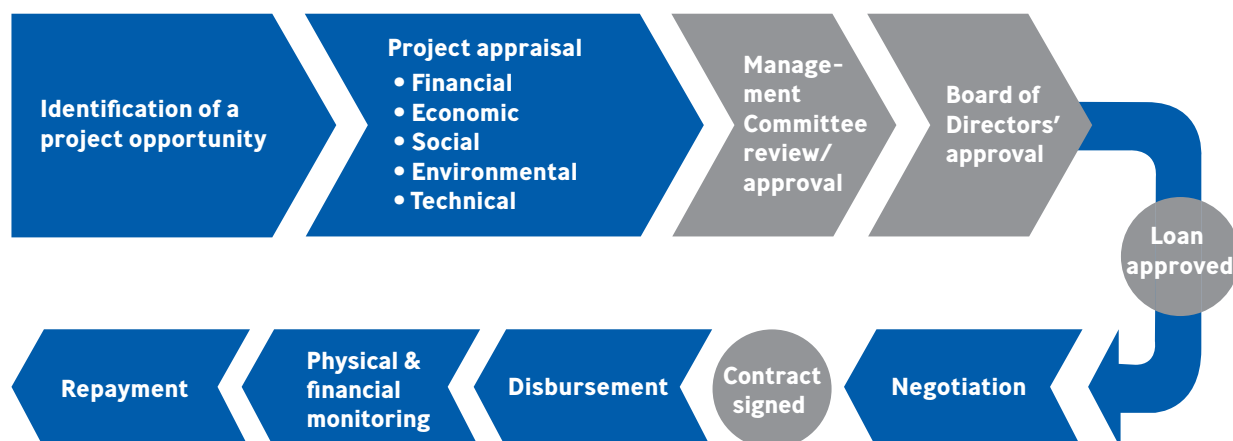 Identification of a
project opportunity
Project appraisal
• Financial
• Economic
• Social
• Environmental
• Technical
Manage-
ment
Committee
review/
approval
Board of
Directors’
approval
Loan
approved
Negotiation
Contract
signed
Disbursement
Physical &
financial
monitoring
Repayment